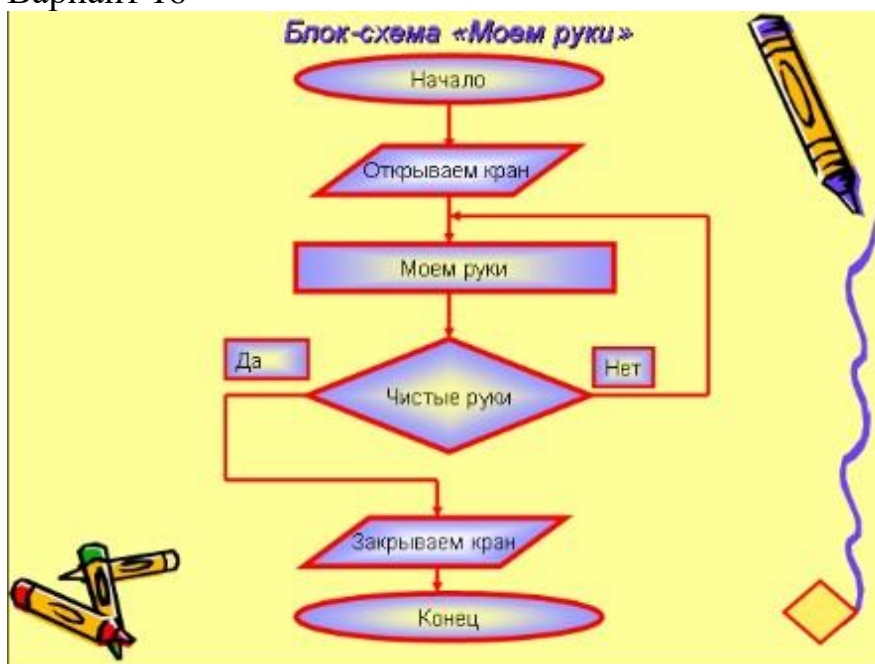 Вариант 16
Блок-схема «Моем руки»
Начало
Открываем кран
Моем руки
Да
Нет
Чистые руки
Закрываем кран
Конец